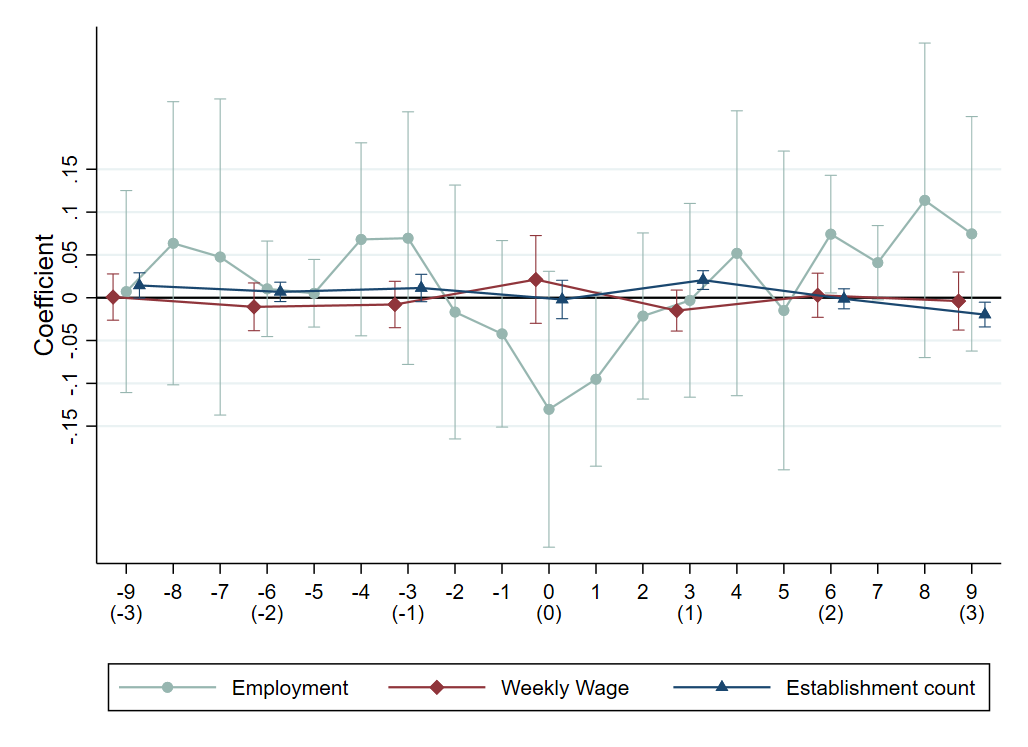 Coefficient
.15
.1
.05
0
-.05
-.1
-.15
-9 -8 -7 -6 -5 -4 -3 -2 -1 0 1 2 3 4 5 6 7 8 9
(-3) (-2) (-1) (0) (1) (2) (3)
Employment Weekly Wage Establishment count